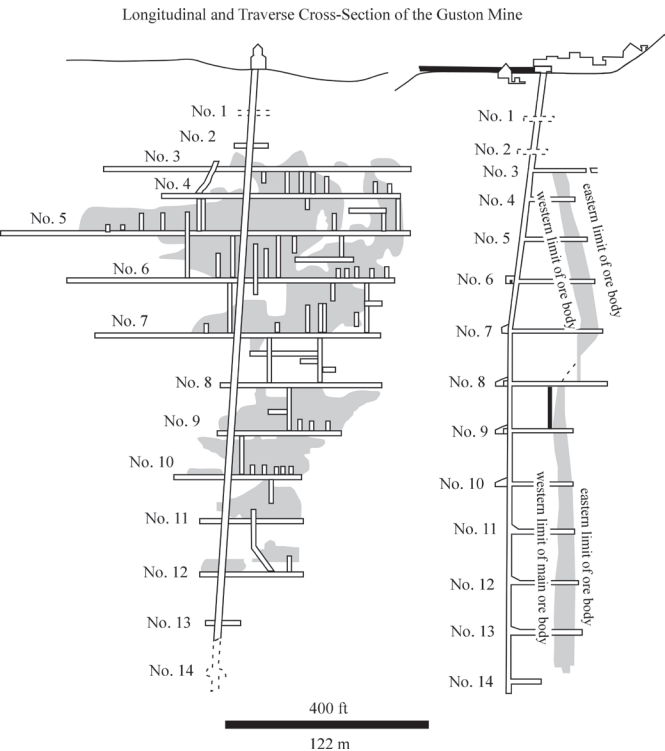 Longitudinal and Traverse Cross-Section of the Guston Mine
No. 1
No. 2
No. 3
No. 4
No. 5
No. 6
No. 7
No. 8
No. 9
No. 10
No. 11
No. 12
No. 13
No. 14
No. 1
No. 2
No. 3
No. 4
No. 5
No. 6
No. 7
No. 8
No. 9
No. 10
No. 11
No. 12
No. 13
No. 14
western limit of ore body
eastern limit of ore body
western limit of main ore body
eastern limit of ore body
400 ft
122 m